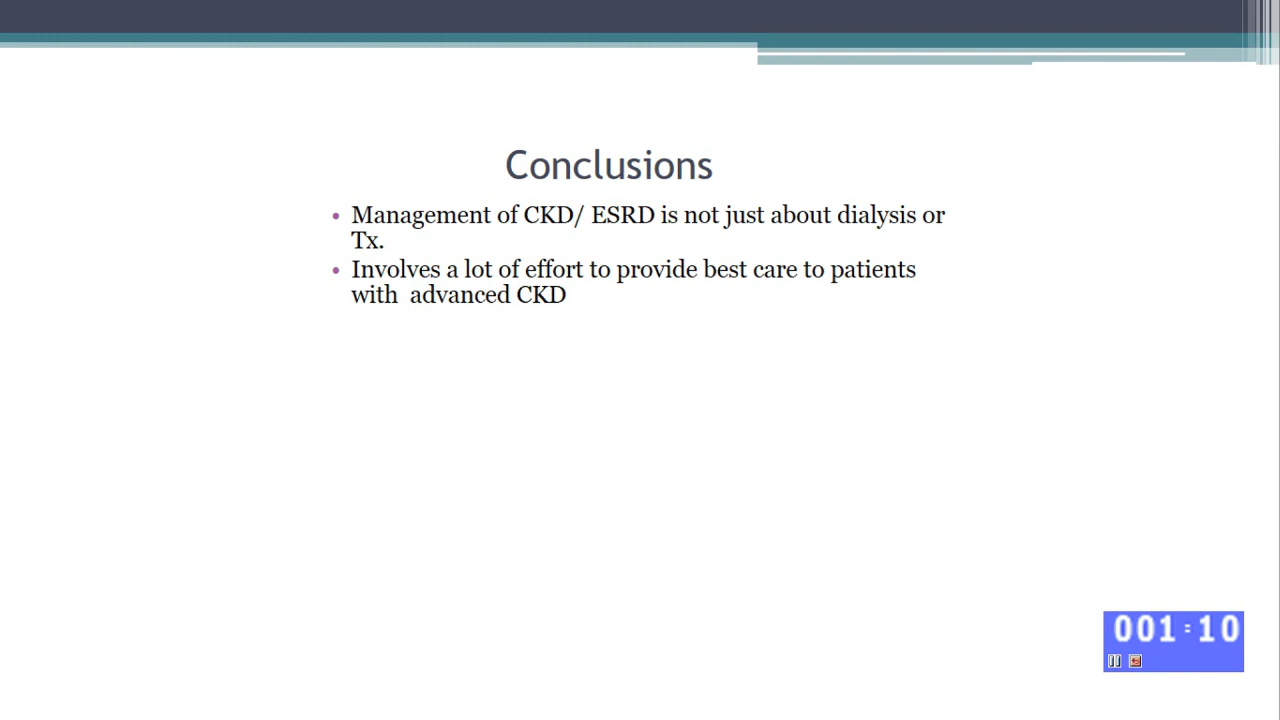 Conclusions
• Management of CKD/ ESRD is not just about dialysis or
Tx.
• Involves a lot of effort to provide best care to patients
with  advanced CKD
001:10